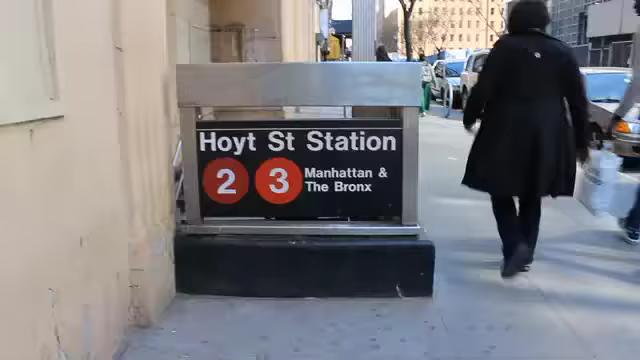 Hoyt St Station
2 3 Manhattan &
The Bronx